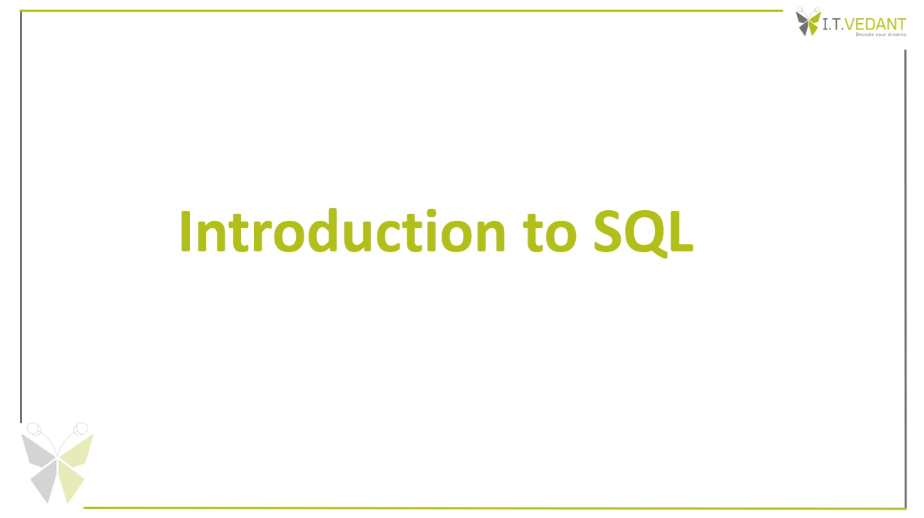 I.T.VEDANT
Decode your dreams
Introduction to SQL